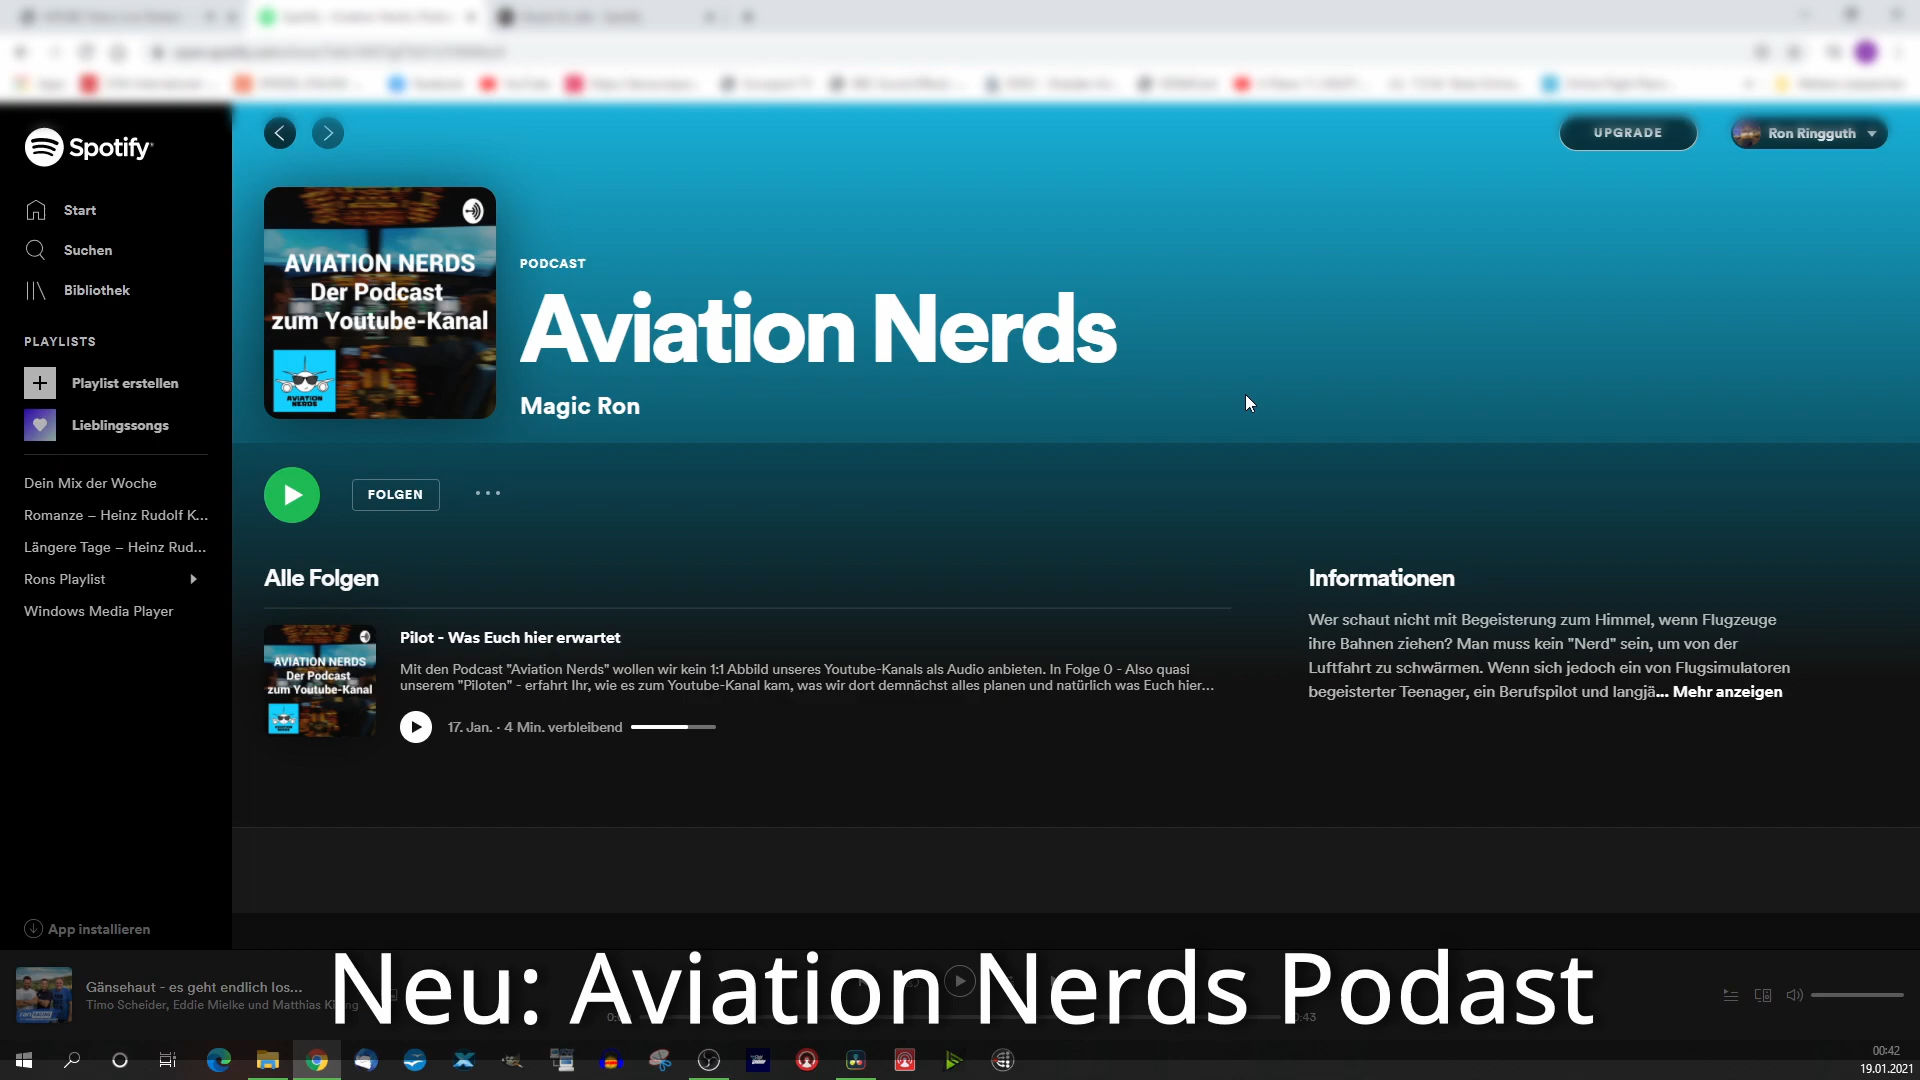 Spotify
UPGRADE
Ron Ringguth
Start
Suchen
Bibliothek
PLAYLISTS
Playlist erstellen
Lieblingssongs
Dein Mix der Woche
Romanze – Heinz Rudolf K...
Längere Tage – Heinz Rud...
Rons Playlist
Windows Media Player
App installieren
AVIATION NERDS
Der Podcast
zum Youtube-Kanal
AVIATION
NERDS
PODCAST
Aviation Nerds
Magic Ron
FOLGEN
Alle Folgen
AVIATION NERDS
Der Podcast
zum Youtube-Kanal
Pilot - Was Euch hier erwartet
Mit den Podcast "Aviation Nerds" wollen wir kein 1:1 Abbild unseres Youtube-Kanals als Audio anbieten. In Folge 0 - Also quasi
unserem "Piloten" - erfahrt Ihr, wie es zum Youtube-Kanal kam, was wir dort demnächst alles planen und natürlich was Euch hier...
17. Jan. · 4 Min. verbleibend
Informationen
Wer schaut nicht mit Begeisterung zum Himmel, wenn Flugzeuge
ihre Bahnen ziehen? Man muss kein "Nerd" sein, um von der
Luftfahrt zu schwärmen. Wenn sich jedoch ein von Flugsimulatoren
begeisterter Teenager, ein Berufspilot und langjä... Mehr anzeigen
Gänsehaut - es geht endlich los...
Timo Scheider, Eddie Mielke und Matthias
Neu: Aviation Nerds Podast
00:42
19.01.2021